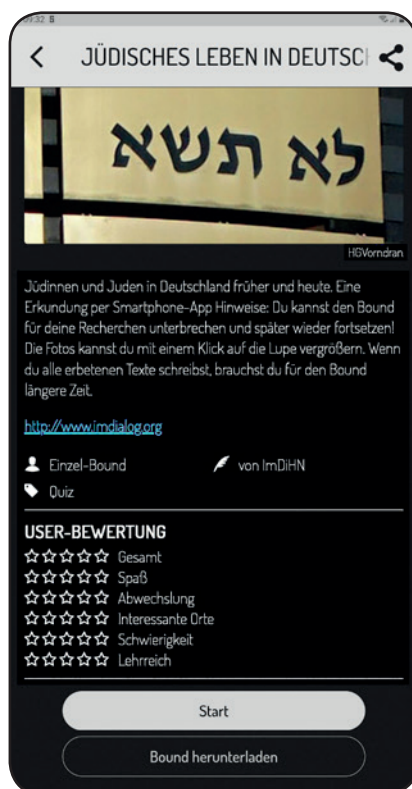 09:32
JÜDISCHES LEBEN IN DEUTSC
לא תשא
HGVorndran
Jüdinnen und Juden in Deutschland früher und heute. Eine
Erkundung per Smartphone-App Hinweise: Du kannst den Bound
für deine Recherchen unterbrechen und später wieder fortsetzen!
Die Fotos kannst du mit einem Klick auf die Lupe vergrößern. Wenn
du alle erbetenen Texte schreibst, brauchst du für den Bound
längere Zeit.
http://www.imdialog.org
Einzel-Bound von ImDiHN
Quiz
USER-BEWERTUNG
Gesamt
Spaß
Abwechslung
Interessante Orte
Schwierigkeit
Lehrreich
Start
Bound herunterladen